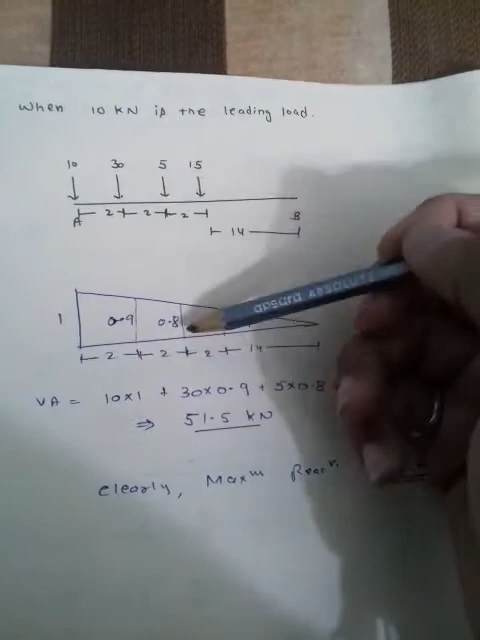 When 10 KN is the leading load.
10 30 5 15
A 2 2 2 14 B
apsara ABSOLUTE
1 0.9 0.8
2 2 2 14
VA = 10x1 + 30x0.9 + 5x0.8
⇒ 51.5 KN
clearly, Maxᵐ Reacⁿ.